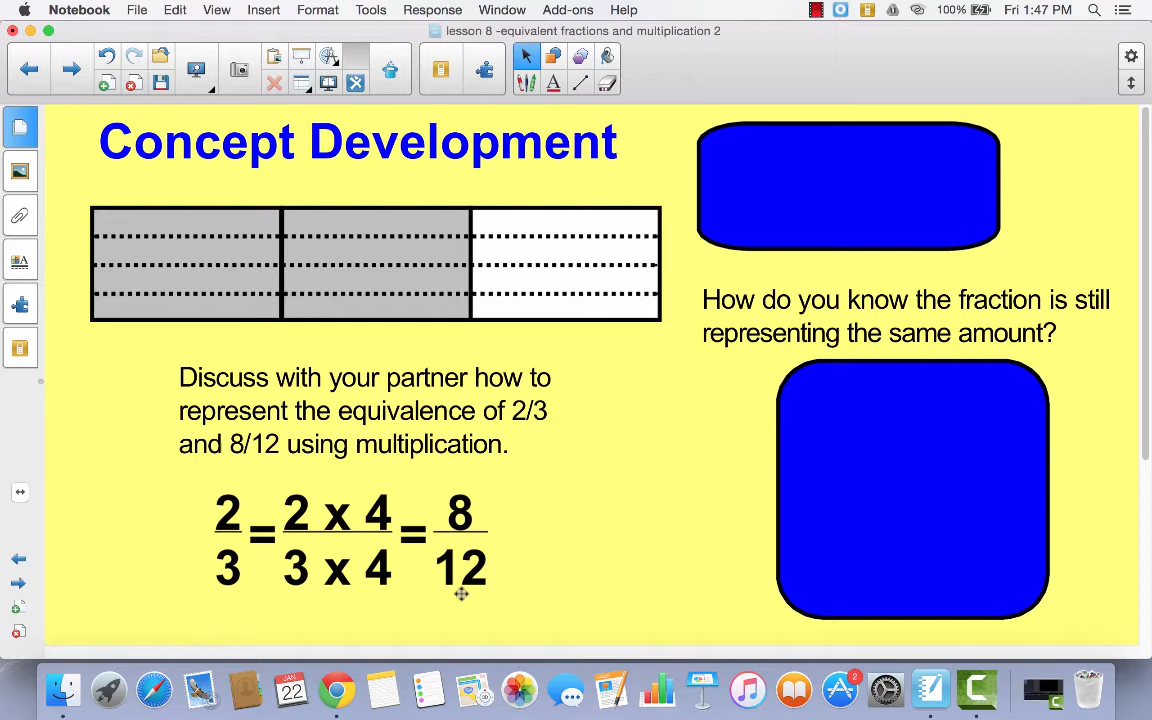 Notebook File Edit View Insert Format Tools Response Window Add-ons Help 100% Fri 1:47 PM
lesson 8 -equivalent fractions and multiplication 2
Concept Development
How do you know the fraction is still
representing the same amount?
Discuss with your partner how to
represent the equivalence of 2/3
and 8/12 using multiplication.
2 = 2 x 4 = 8
3 3 x 4 12
JAN
22
2